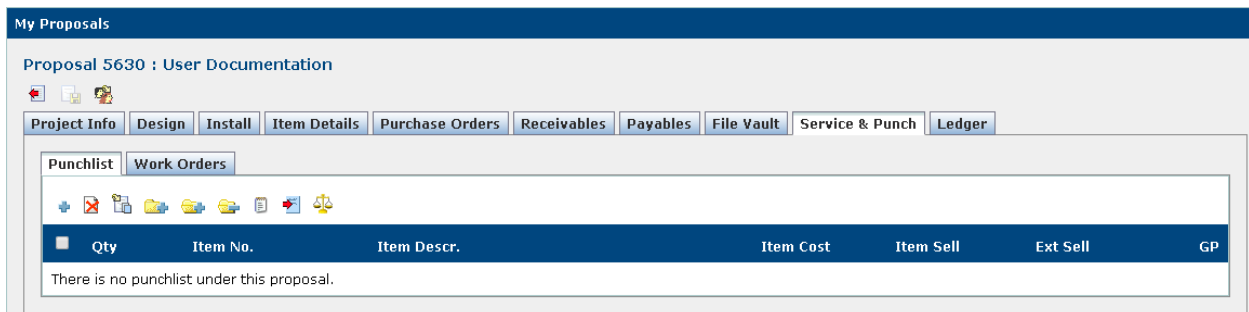 My Proposals
Proposal 5630 : User Documentation
Project Info Design Install Item Details Purchase Orders Receivables Payables File Vault Service & Punch Ledger
Punchlist Work Orders
Qty Item No. Item Descr. Item Cost Item Sell Ext Sell GP
There is no punchlist under this proposal.